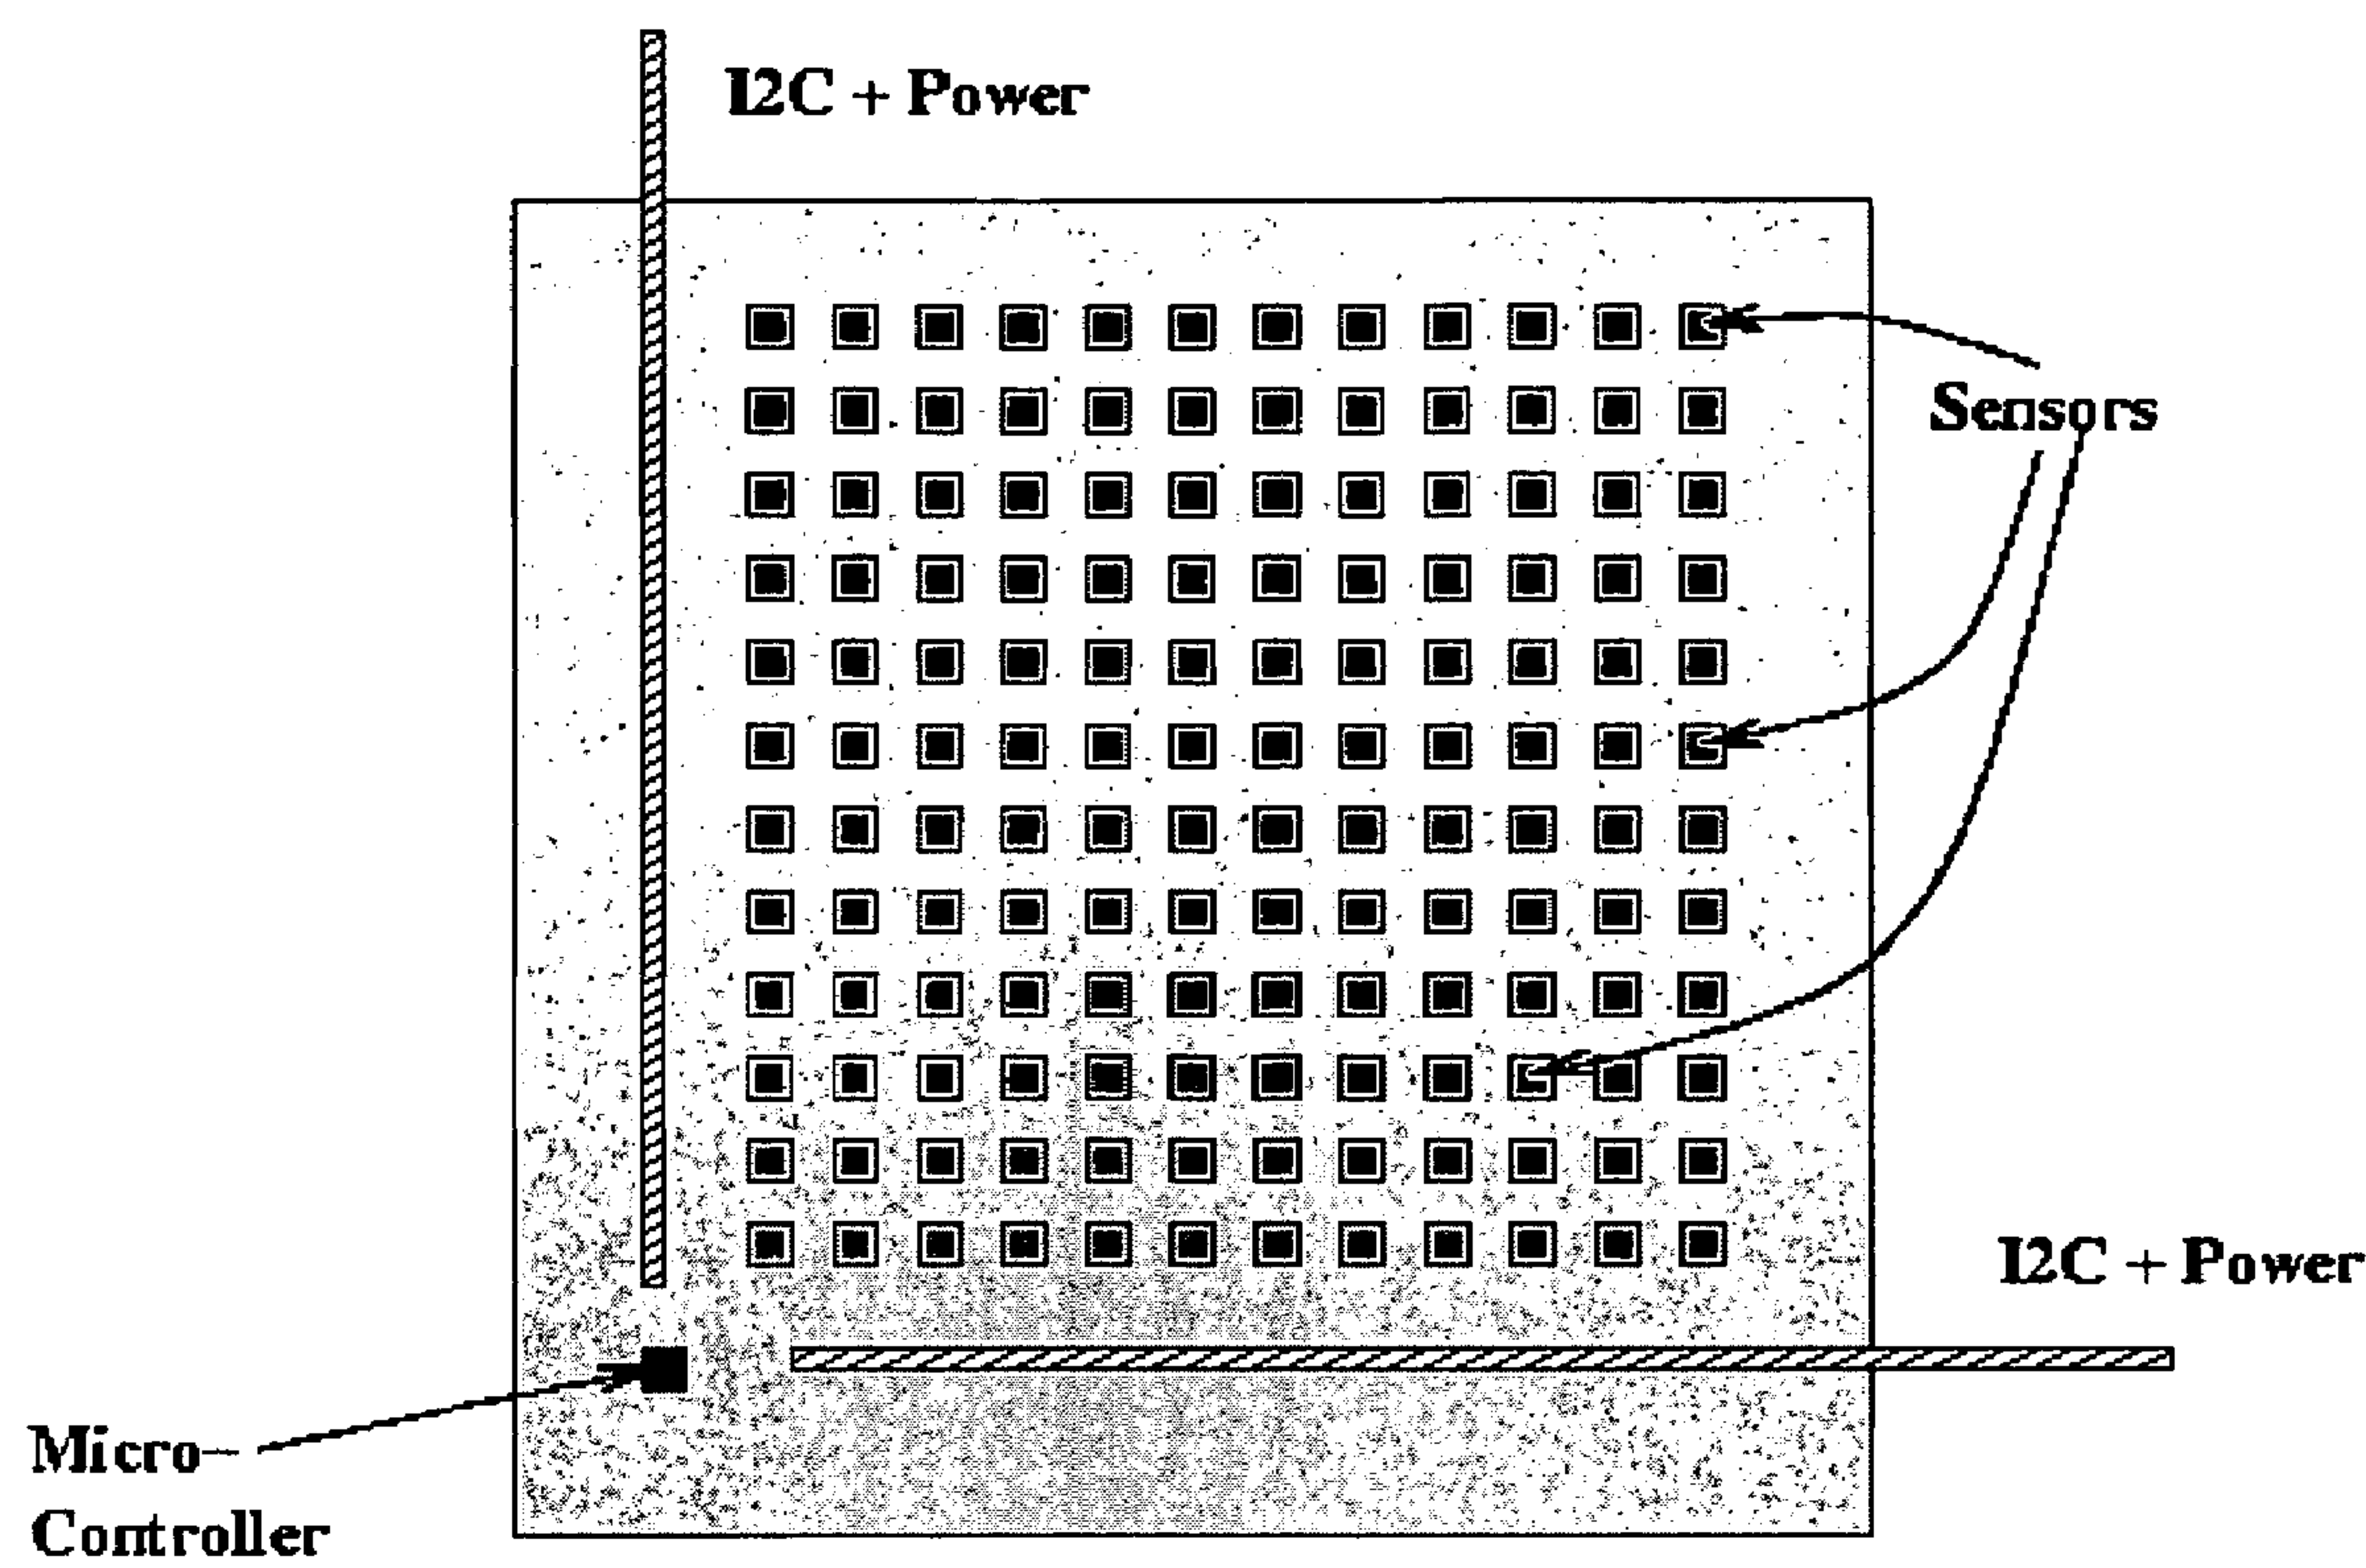 I2C + Power
Sensors
I2C + Power
Micro-
Controller